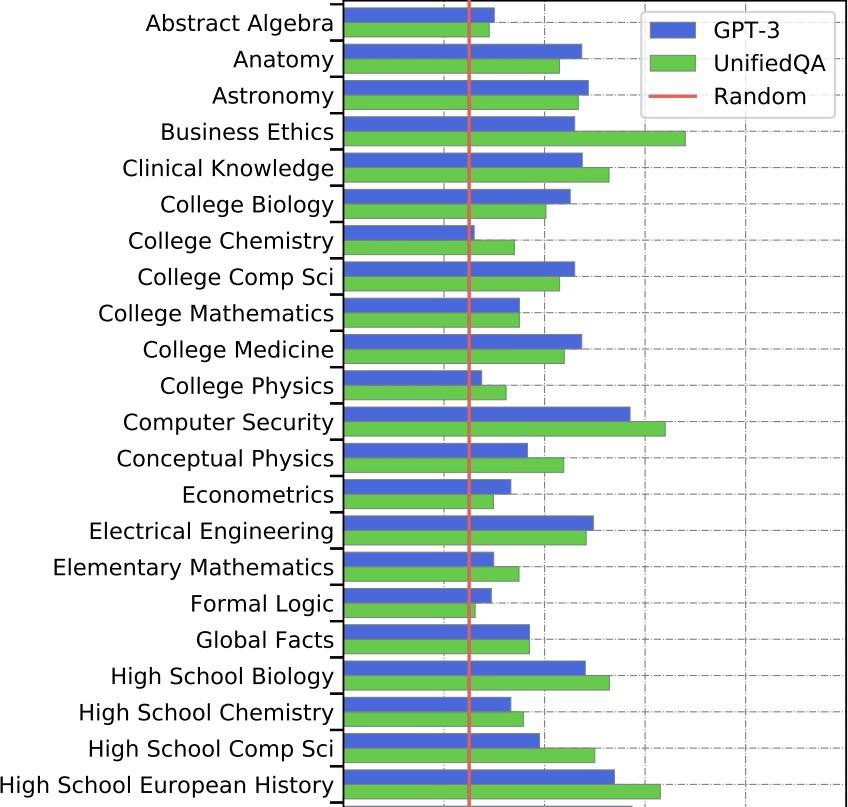 Abstract Algebra
Anatomy
Astronomy
Business Ethics
Clinical Knowledge
College Biology
College Chemistry
College Comp Sci
College Mathematics
College Medicine
College Physics
Computer Security
Conceptual Physics
Econometrics
Electrical Engineering
Elementary Mathematics
Formal Logic
Global Facts
High School Biology
High School Chemistry
High School Comp Sci
High School European History
GPT-3
UnifiedQA
Random